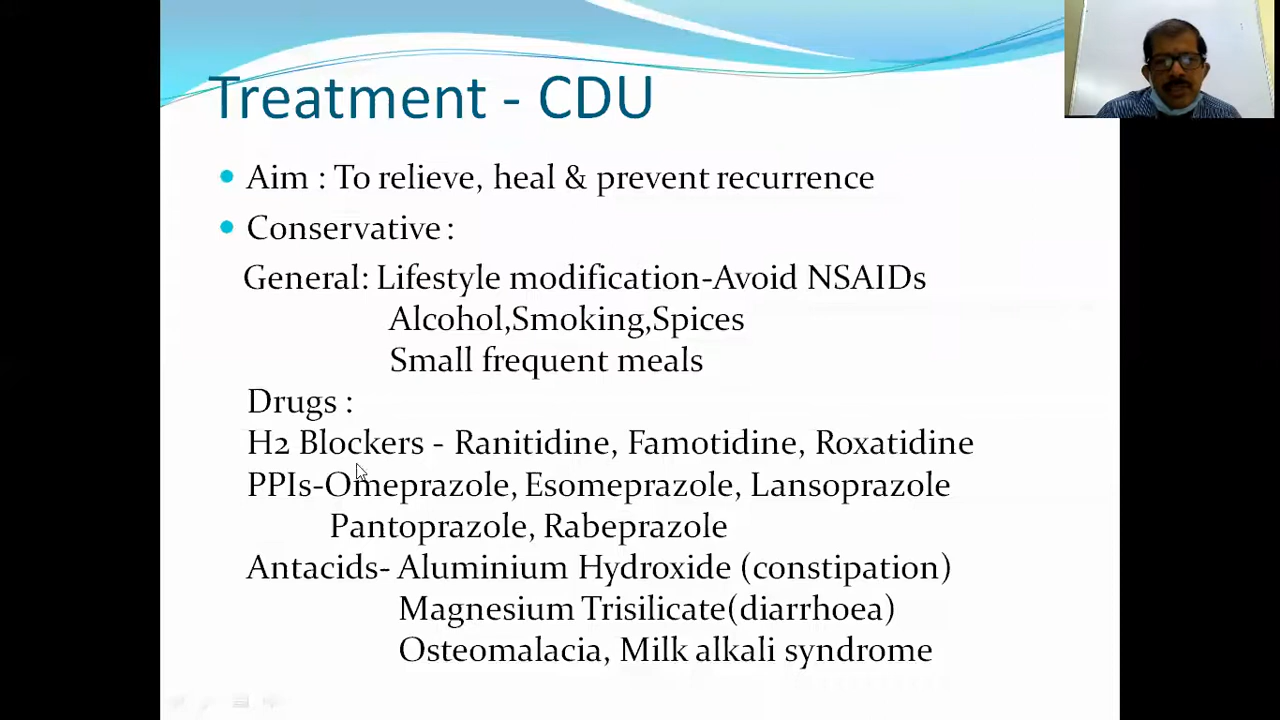 Treatment - CDU
Aim : To relieve, heal & prevent recurrence
Conservative :
General: Lifestyle modification-Avoid NSAIDs
Alcohol,Smoking,Spices
Small frequent meals
Drugs :
H2 Blockers - Ranitidine, Famotidine, Roxatidine
PPIs-Omeprazole, Esomeprazole, Lansoprazole
Pantoprazole, Rabeprazole
Antacids- Aluminium Hydroxide (constipation)
Magnesium Trisilicate(diarrhoea)
Osteomalacia, Milk alkali syndrome